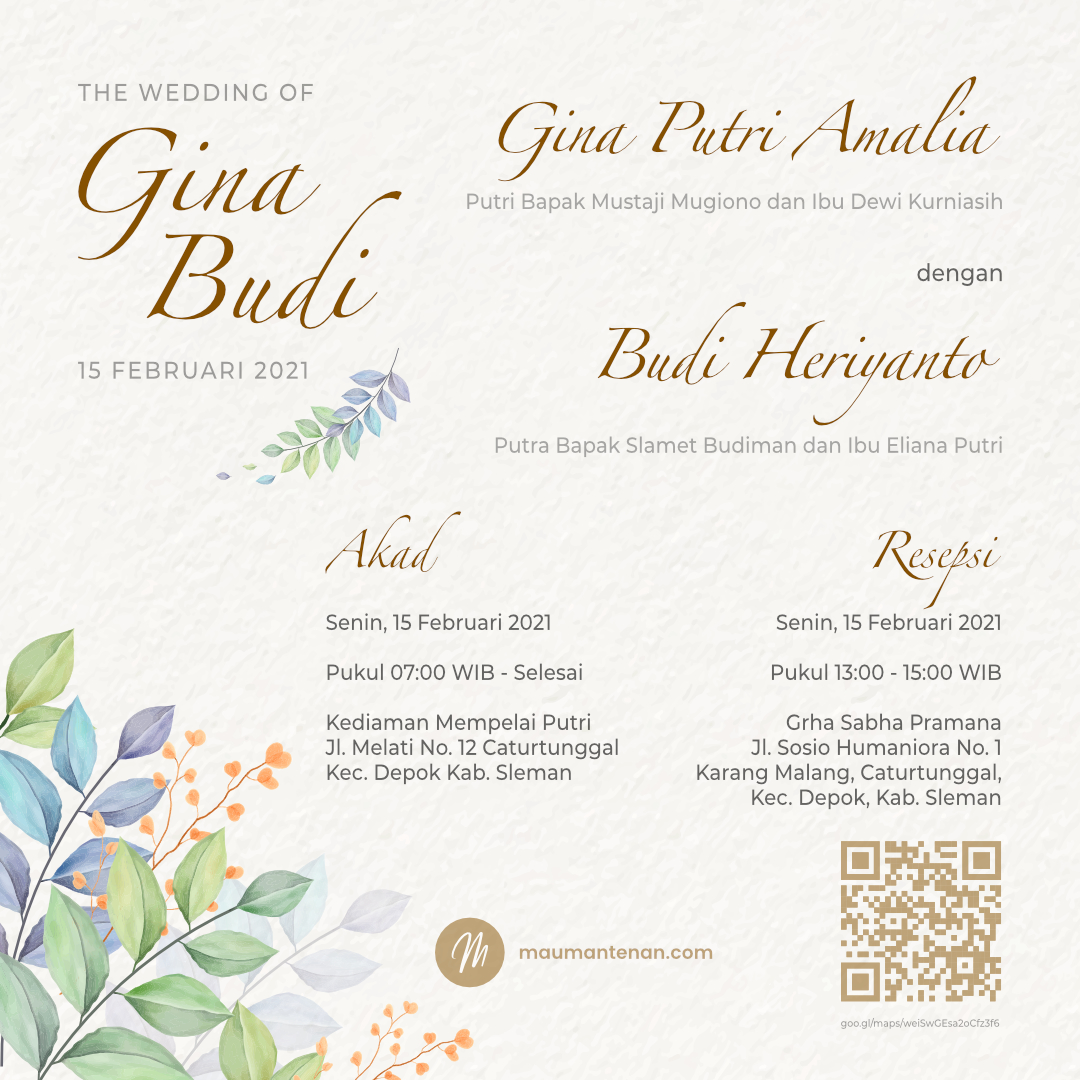 THE WEDDING OF
Gina
Budi
15 FEBRUARI 2021
Gina Putri Amalia
Putri Bapak Mustaji Mugiono dan Ibu Dewi Kurniasih
dengan
Budi Heriyanto
Putra Bapak Slamet Budiman dan Ibu Eliana Putri
Akad
Senin, 15 Februari 2021
Pukul 07:00 WIB - Selesai
Kediaman Mempelai Putri
Jl. Melati No. 12 Caturtunggal
Kec. Depok Kab. Sleman
Resepsi
Senin, 15 Februari 2021
Pukul 13:00 - 15:00 WIB
Grha Sabha Pramana
Jl. Sosio Humaniora No. 1
Karang Malang, Caturtunggal,
Kec. Depok, Kab. Sleman
M maumantenan.com
goo.gl/maps/weiSwGEsa2oCfz3f6